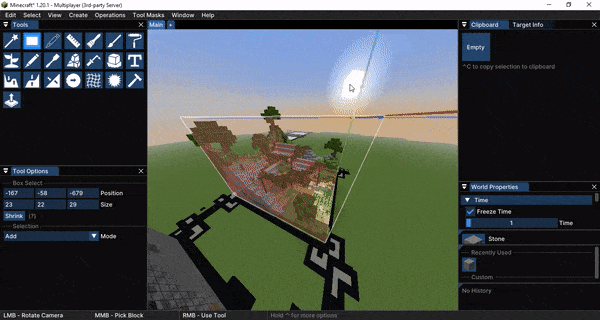 Minecraft* 1.20.1 - Multiplayer (3rd-party Server)
Edit Select View Create Operations Tool Masks Window Help
Tools
Main +
Clipboard Target Info
Empty
^C to copy selection to clipboard
Tool Options
Box Select
-167 -58 -679 Position
23 22 29 Size
Shrink (?)
Selection
Add Mode
World Properties
Time
Freeze Time
1 Time
Stone
Recently Used
Custom
No History
LMB - Rotate Camera MMB - Pick Block RMB - Use Tool Hold ^ for more options